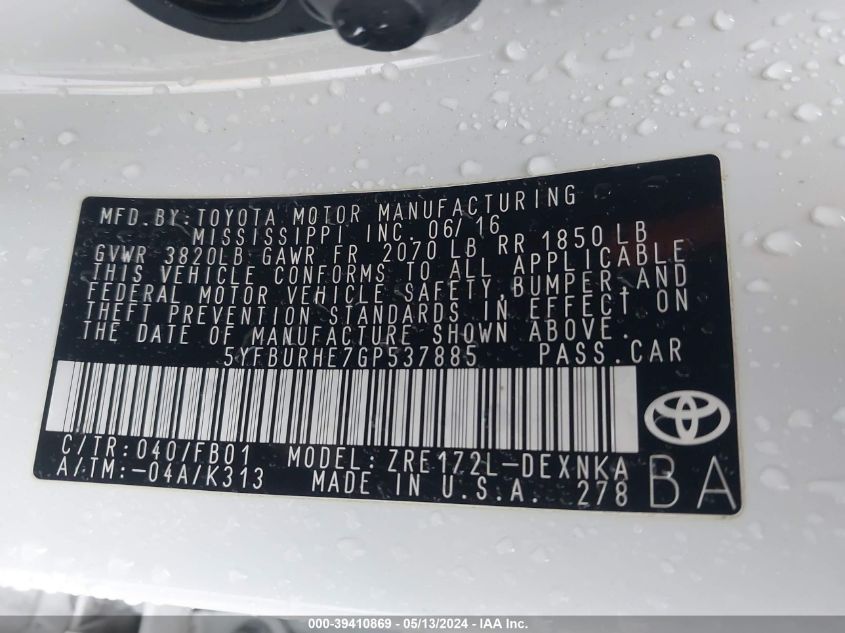 MFD. BY: TOYOTA MOTOR MANUFACTURING
MISSISSIPPI INC 06/16
GVWR 3820LB GAWR FR 2070 LB RR 1850 LB
THIS VEHICLE CONFORMS TO ALL APPLICABLE
FEDERAL MOTOR VEHICLE SAFETY, BUMPER, AND
THEFT PREVENTION STANDARDS IN EFFECT ON
THE DATE OF MANUFACTURE SHOWN ABOVE.
5YFBURHE7GP537885 PASS.CAR
C/TR: 040/FB01 MODEL: ZRE172L-DEXNKA
A/TM:-04A/K313 MADE IN U.S.A. 278 BA
000-39410869 - 05/13/2024 - IAA Inc.